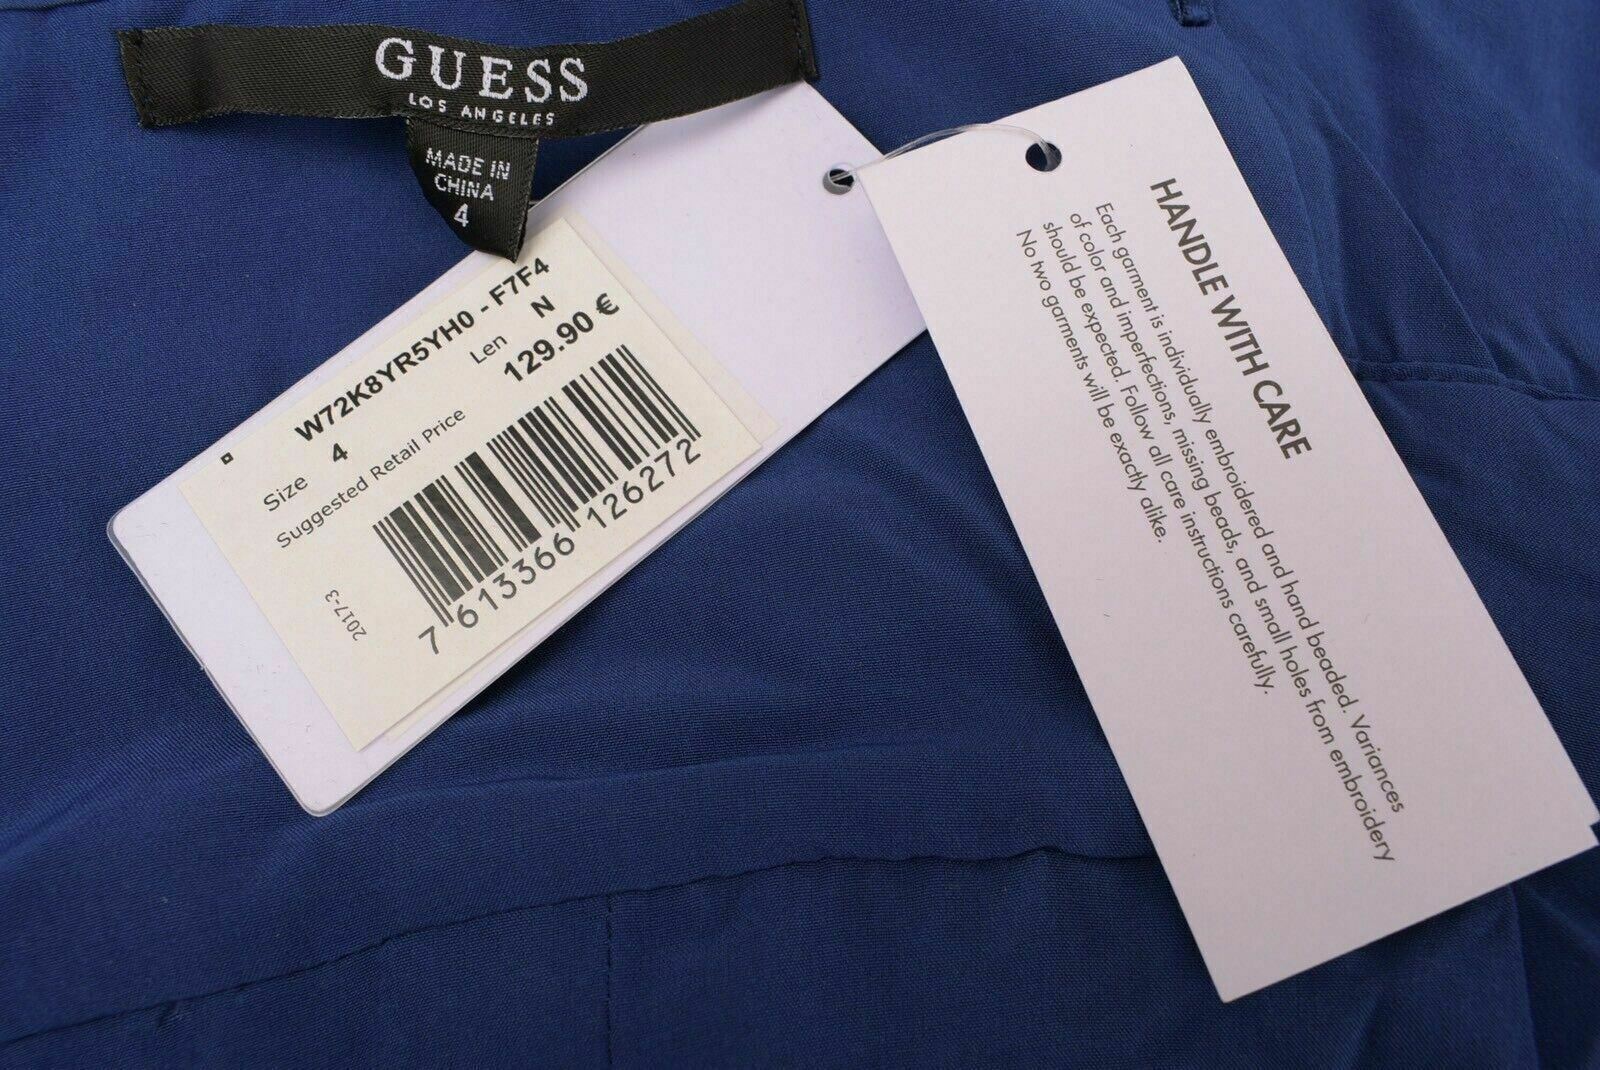 GUESS
LOS ANGELES
MADE IN
CHINA
4
W72K8YR5YH0 - F7F4
Size 4 Len N
Suggested Retail Price 129.90 €
2017-3
7 613366 126272
HANDLE WITH CARE
Each garment is individually embroidered and hand beaded. Variances
of color and imperfections, missing beads, and small holes from embroidery
should be expected. Follow all care instructions carefully.
No two garments will be exactly alike.